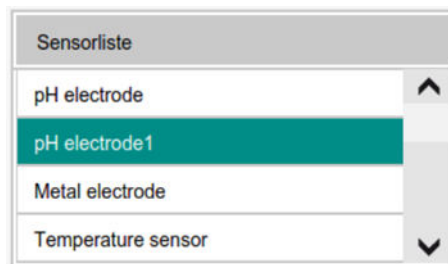 Sensorliste
pH electrode
pH electrode1
Metal electrode
Temperature sensor